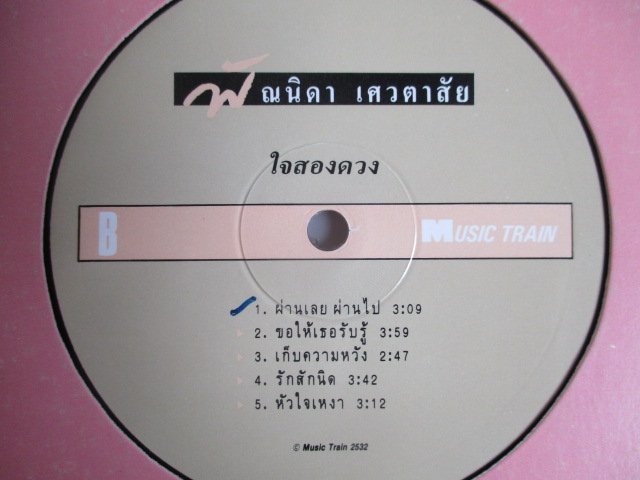 พัณนิดา เศวตาสัย
ใจสองดวง
B MUSIC TRAIN
1. ผ่านเลย ผ่านไป 3:09
2. ขอให้เธอรับรู้ 3:59
3. เก็บความหวัง 2:47
4. รักสักนิด 3:42
5. หัวใจเหงา 3:12
© Music Train 2532